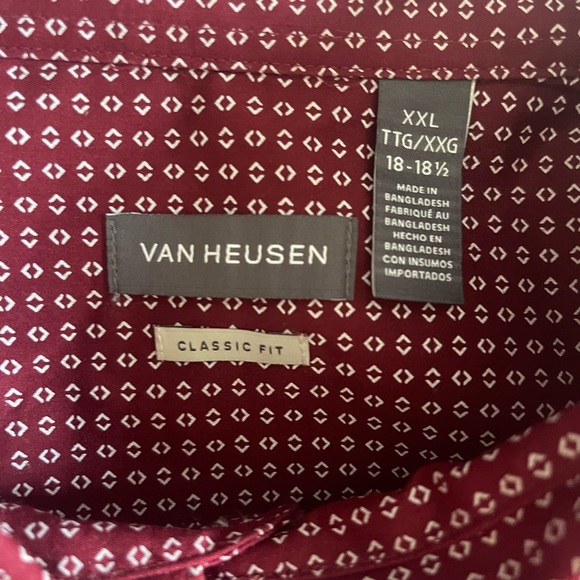 XXL
TTG/XXG
18-18½
MADE IN
BANGLADESH
FABRIQUÉ AU
BANGLADESH
HECHO EN
BANGLADESH
CON INSUMOS
IMPORTADOS
VAN HEUSEN
CLASSIC FIT